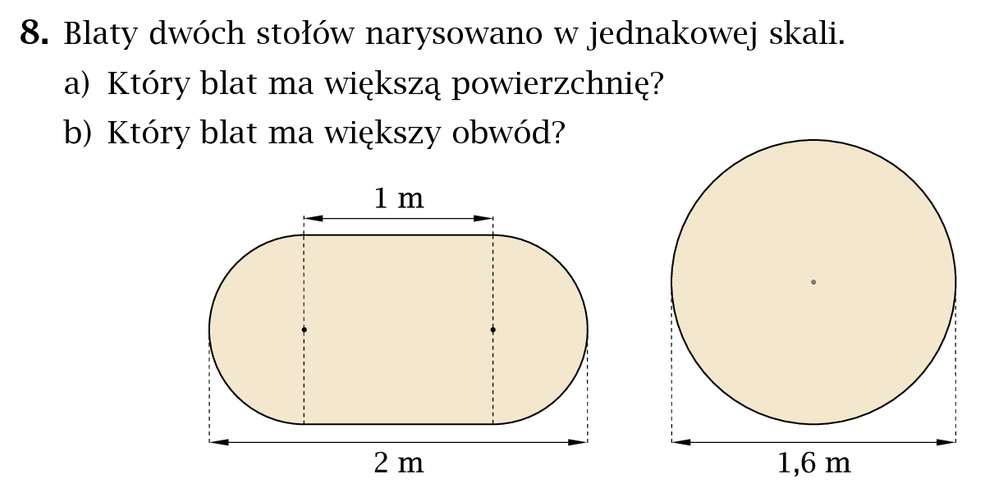 8. Blaty dwóch stołów narysowano w jednakowej skali.
a) Który blat ma większą powierzchnię?
b) Który blat ma większy obwód?
1 m
2 m
1,6 m